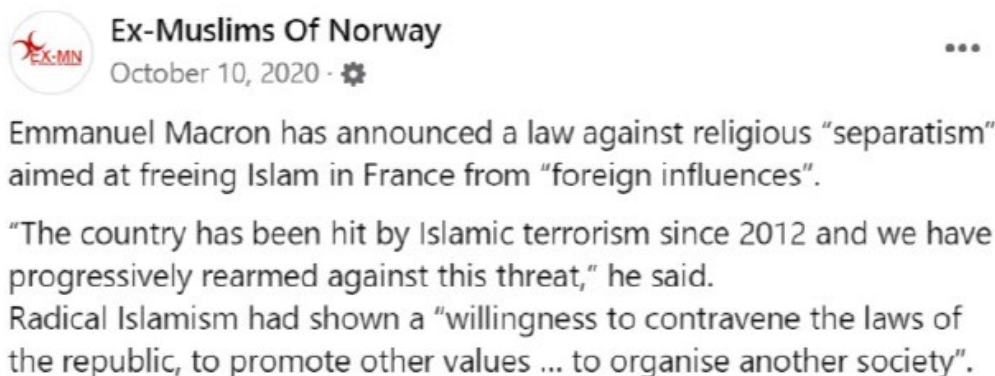 Ex-Muslims Of Norway
EX-MN
October 10, 2020 ·
•••
Emmanuel Macron has announced a law against religious “separatism”
aimed at freeing Islam in France from “foreign influences”.
“The country has been hit by Islamic terrorism since 2012 and we have
progressively rearmed against this threat,” he said.
Radical Islamism had shown a “willingness to contravene the laws of
the republic, to promote other values ... to organise another society”.